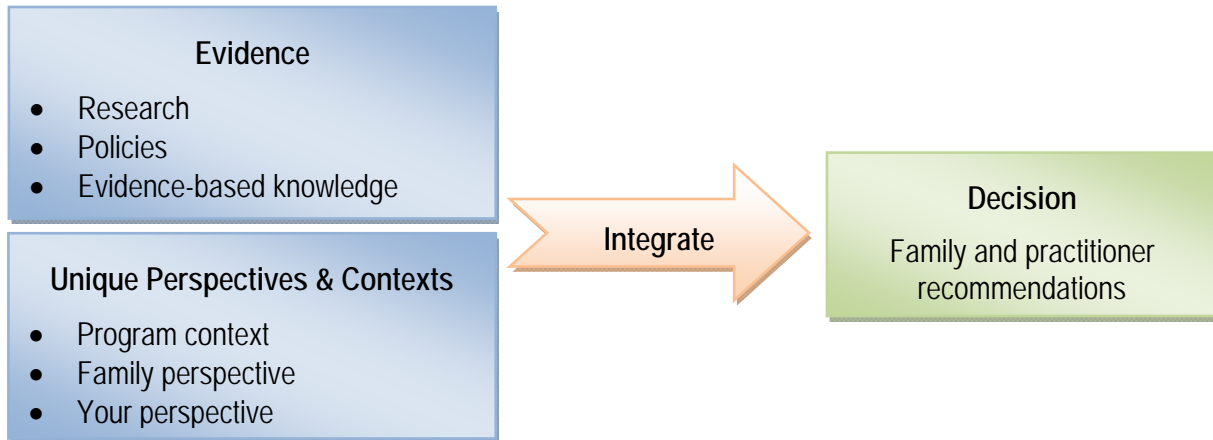 Evidence
• Research
• Policies
• Evidence-based knowledge
Unique Perspectives & Contexts
• Program context
• Family perspective
• Your perspective
Integrate
Decision
Family and practitioner
recommendations